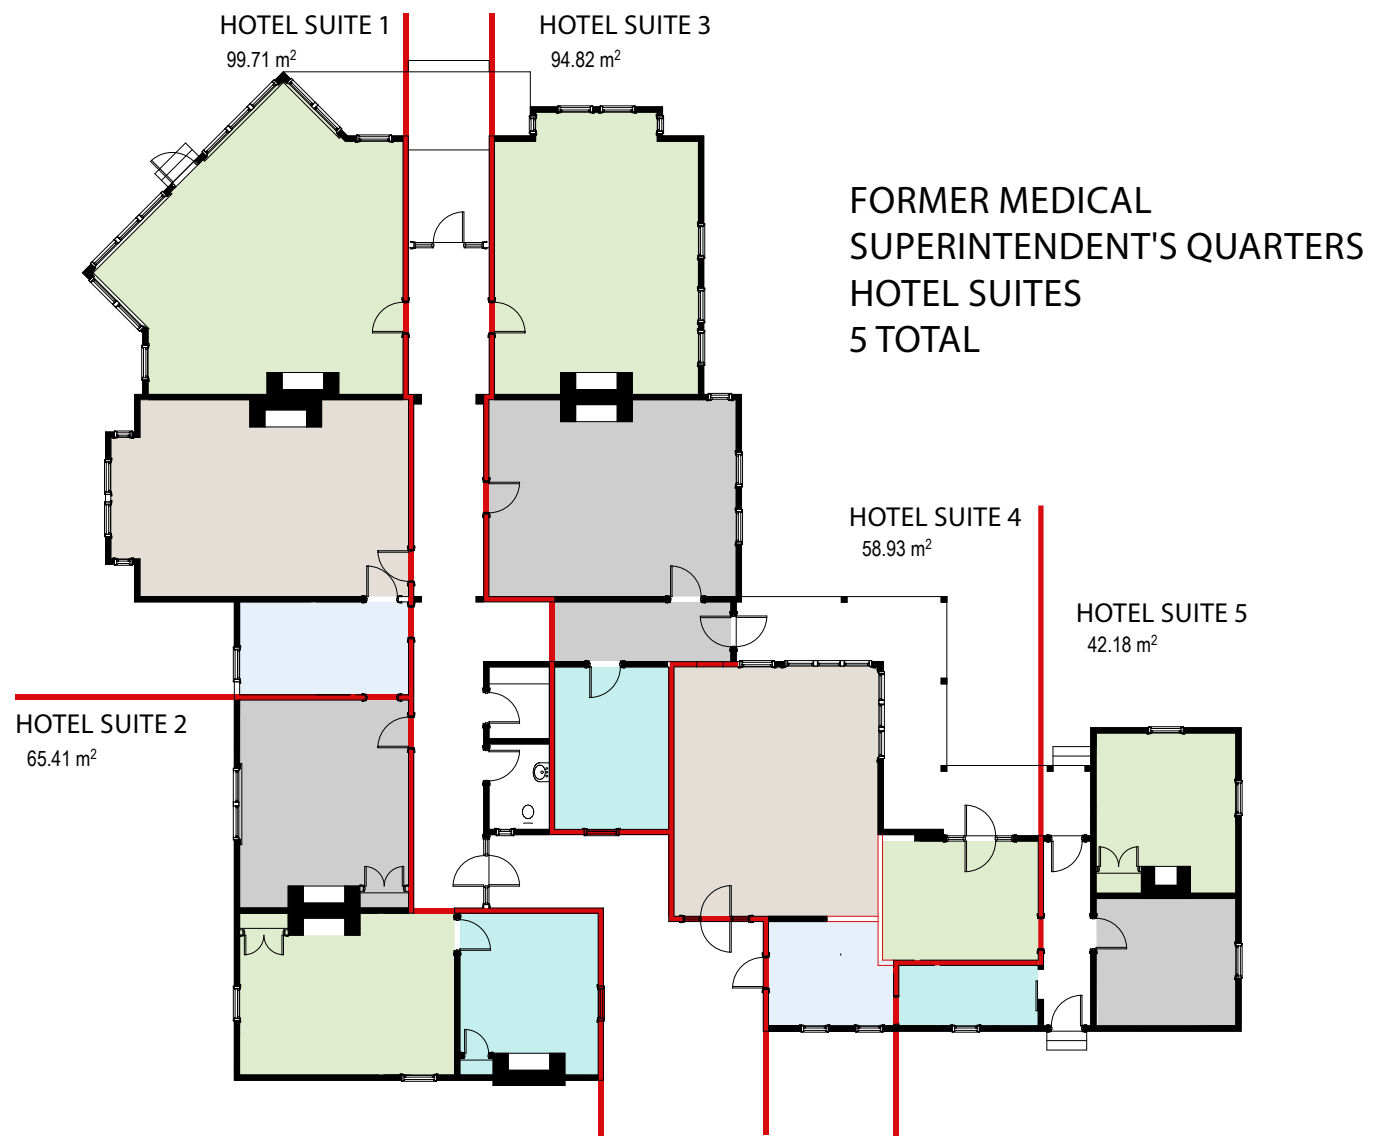 HOTEL SUITE 1
99.71 m²
HOTEL SUITE 3
94.82 m²
FORMER MEDICAL
SUPERINTENDENT'S QUARTERS
HOTEL SUITES
5 TOTAL
HOTEL SUITE 4
58.93 m²
HOTEL SUITE 5
42.18 m²
HOTEL SUITE 2
65.41 m²